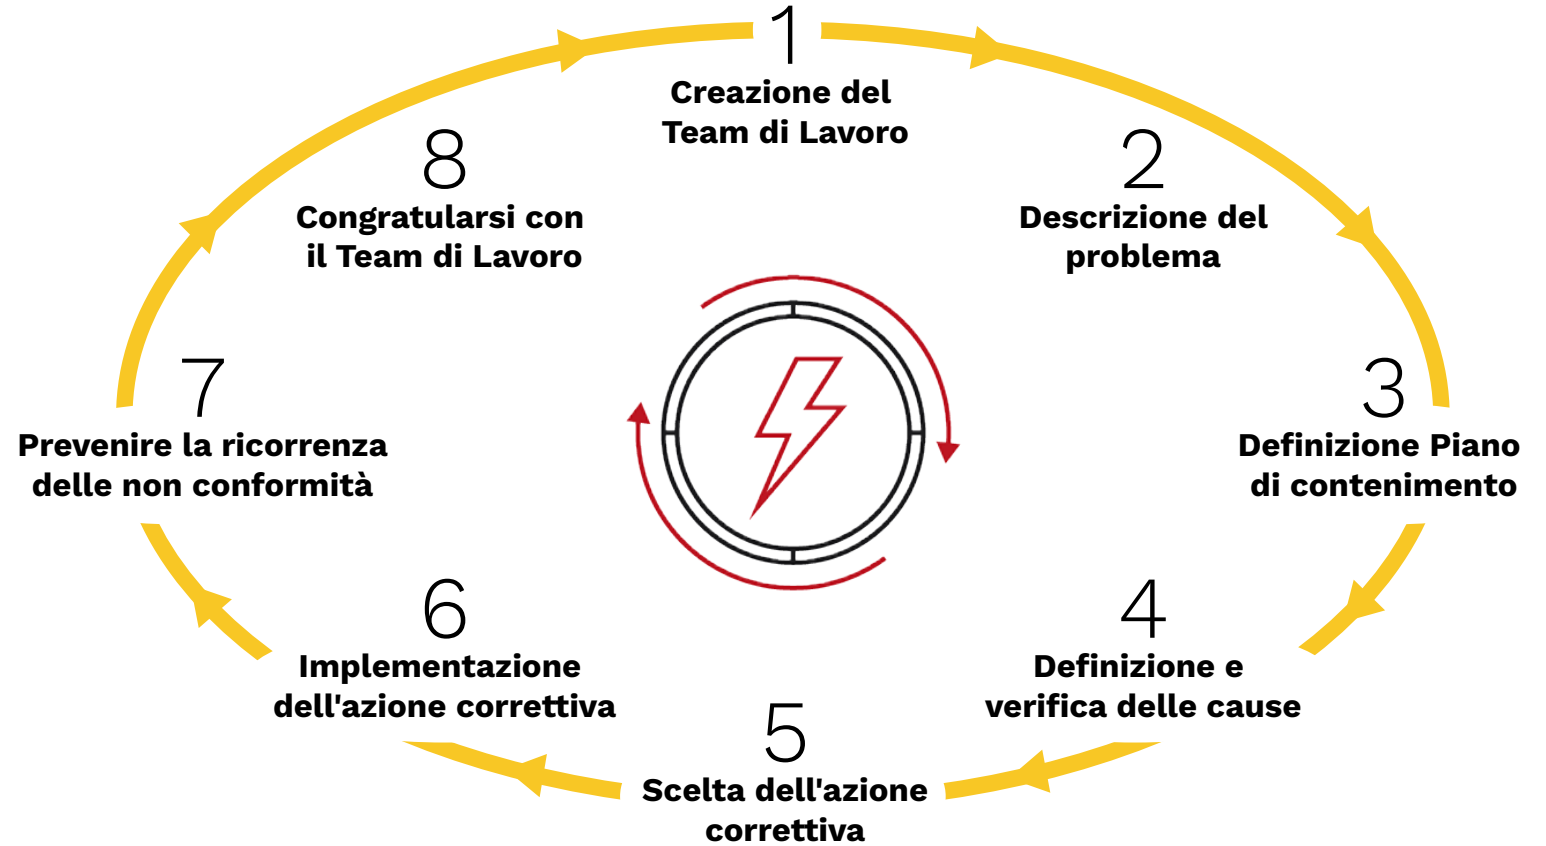 1
Creazione del
Team di Lavoro
2
Descrizione del
problema
3
Definizione Piano
di contenimento
4
Definizione e
verifica delle cause
5
Scelta dell'azione
correttiva
6
Implementazione
dell'azione correttiva
7
Prevenire la ricorrenza
delle non conformità
8
Congratularsi con
il Team di Lavoro